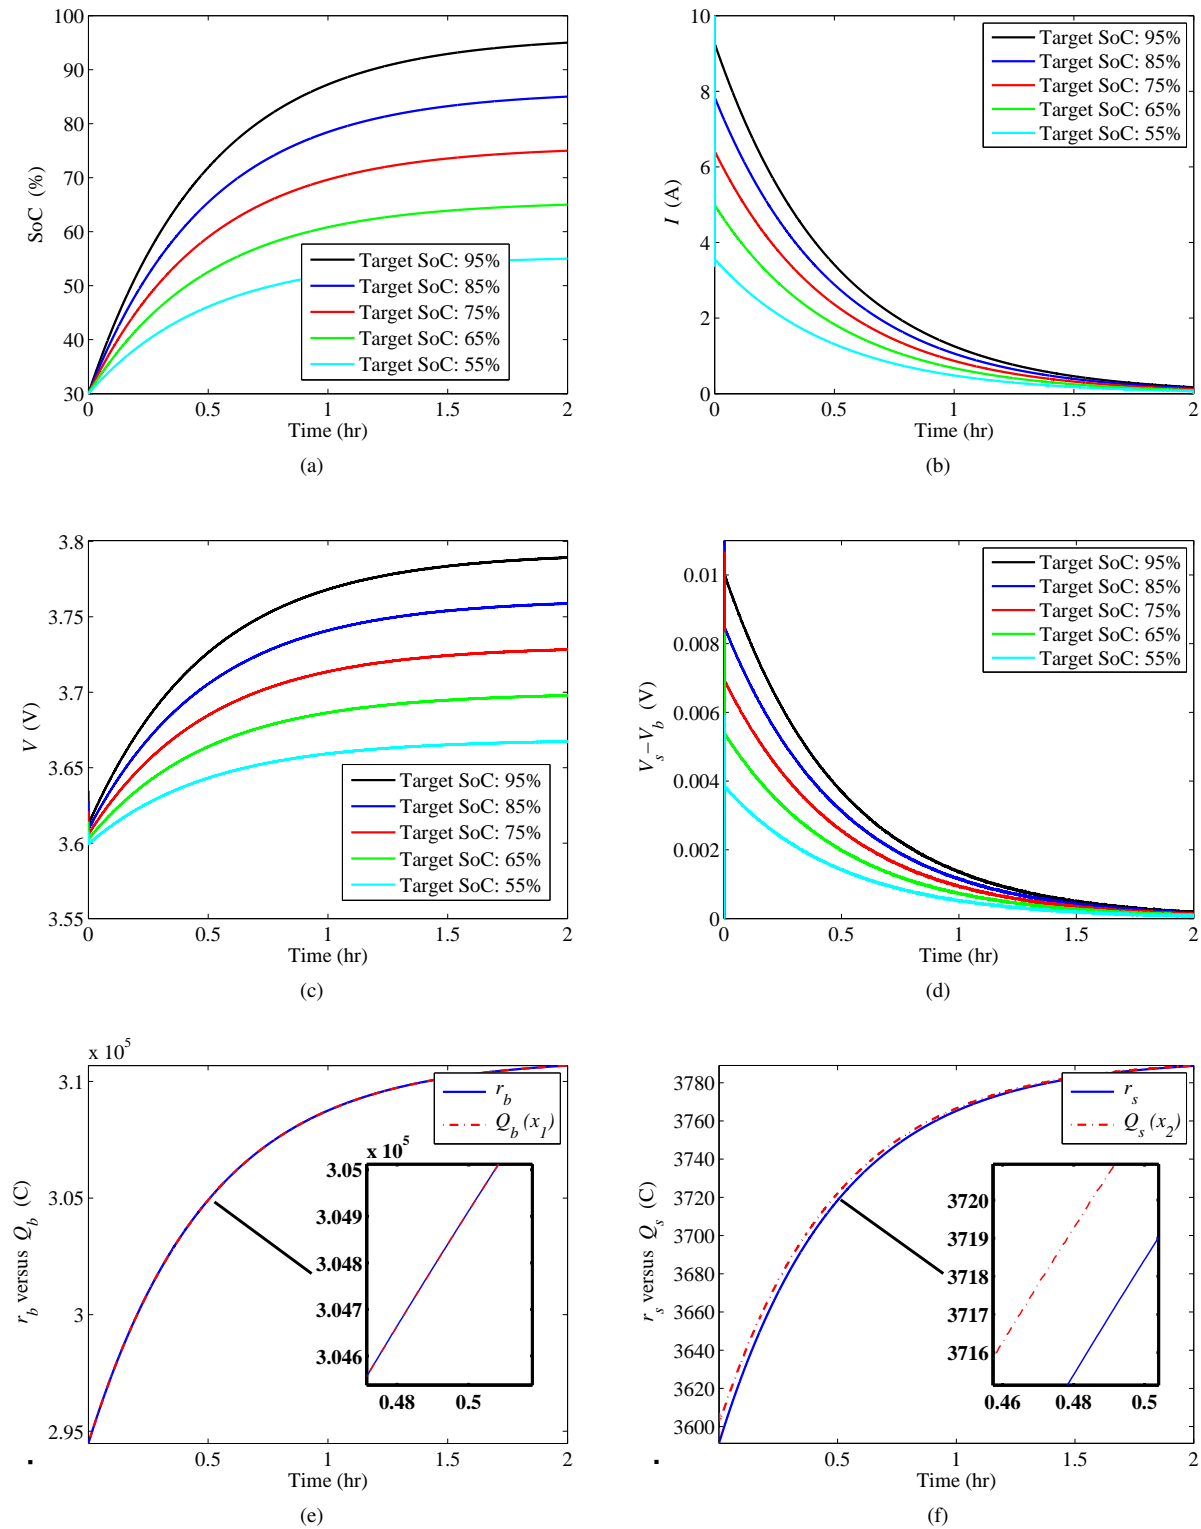 100
90
80
70
60
50
40
30
SoC (%)
Target SoC: 95%
Target SoC: 85%
Target SoC: 75%
Target SoC: 65%
Target SoC: 55%
0 0.5 1 1.5 2
Time (hr)
(a)
10
8
6
4
2
0
I (A)
Target SoC: 95%
Target SoC: 85%
Target SoC: 75%
Target SoC: 65%
Target SoC: 55%
0 0.5 1 1.5 2
Time (hr)
(b)
3.8
3.75
3.7
3.65
3.6
3.55
V (V)
Target SoC: 95%
Target SoC: 85%
Target SoC: 75%
Target SoC: 65%
Target SoC: 55%
0 0.5 1 1.5 2
Time (hr)
(c)
0.01
0.008
0.006
0.004
0.002
0
V_s−V_b (V)
Target SoC: 95%
Target SoC: 85%
Target SoC: 75%
Target SoC: 65%
Target SoC: 55%
0 0.5 1 1.5 2
Time (hr)
(d)
x 10^5
3.1
3.05
3
2.95
r_b versus Q_b (C)
r_b
Q_b (x_1)
x 10^5
3.05
3.049
3.048
3.047
3.046
0.48 0.5
0 0.5 1 1.5 2
Time (hr)
(e)
3780
3760
3740
3720
3700
3680
3660
3640
3620
3600
r_s versus Q_s (C)
r_s
Q_s (x_2)
3720
3719
3718
3717
3716
0.46 0.48 0.5
0.5 1 1.5 2
Time (hr)
(f)